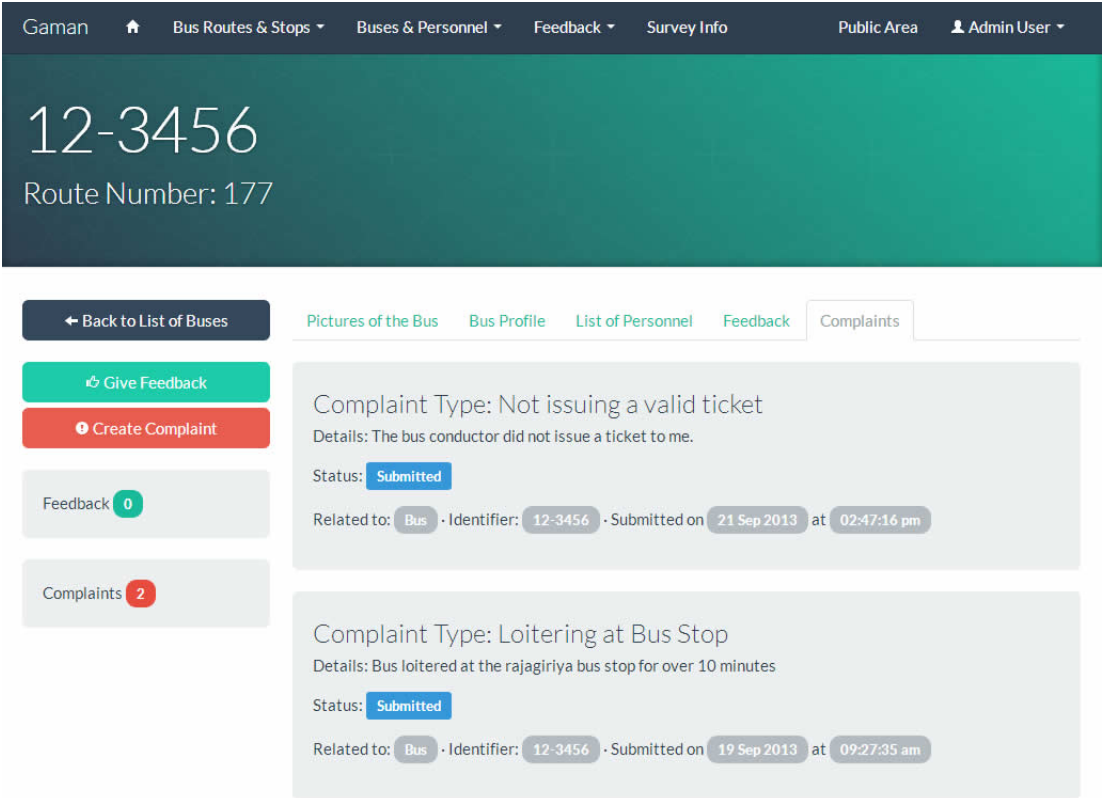 Gaman Bus Routes & Stops Buses & Personnel Feedback Survey Info Public Area Admin User
12-3456
Route Number: 177
Back to List of Buses
Give Feedback
Create Complaint
Feedback 0
Complaints 2
Pictures of the Bus Bus Profile List of Personnel Feedback Complaints
Complaint Type: Not issuing a valid ticket
Details: The bus conductor did not issue a ticket to me.
Status: Submitted
Related to: Bus · Identifier: 12-3456 · Submitted on 21 Sep 2013 at 02:47:16 pm
Complaint Type: Loitering at Bus Stop
Details: Bus loitered at the rajagiriya bus stop for over 10 minutes
Status: Submitted
Related to: Bus · Identifier: 12-3456 · Submitted on 19 Sep 2013 at 09:27:35 am